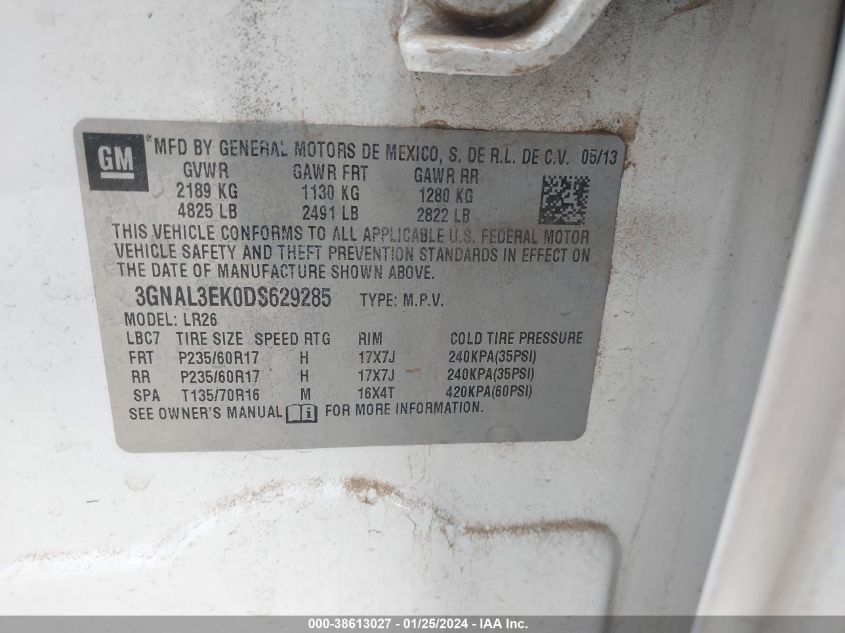 GM ® MFD BY GENERAL MOTORS DE MEXICO, S. DE R.L. DE C.V. 05/13
GVWR GAWR FRT GAWR RR
2189 KG 1130 KG 1280 KG
4825 LB 2491 LB 2822 LB
THIS VEHICLE CONFORMS TO ALL APPLICABLE U.S. FEDERAL MOTOR
VEHICLE SAFETY AND THEFT PREVENTION STANDARDS IN EFFECT ON
THE DATE OF MANUFACTURE SHOWN ABOVE.
3GNAL3EK0DS629285 TYPE: M.P.V.
MODEL: LR26
LBC7 TIRE SIZE SPEED RTG RIM COLD TIRE PRESSURE
FRT P235/60R17 H 17X7J 240KPA(35PSI)
RR P235/60R17 H 17X7J 240KPA(35PSI)
SPA T135/70R16 M 16X4T 420KPA(60PSI)
SEE OWNER'S MANUAL i FOR MORE INFORMATION.
000-38613027 - 01/25/2024 - IAA Inc.